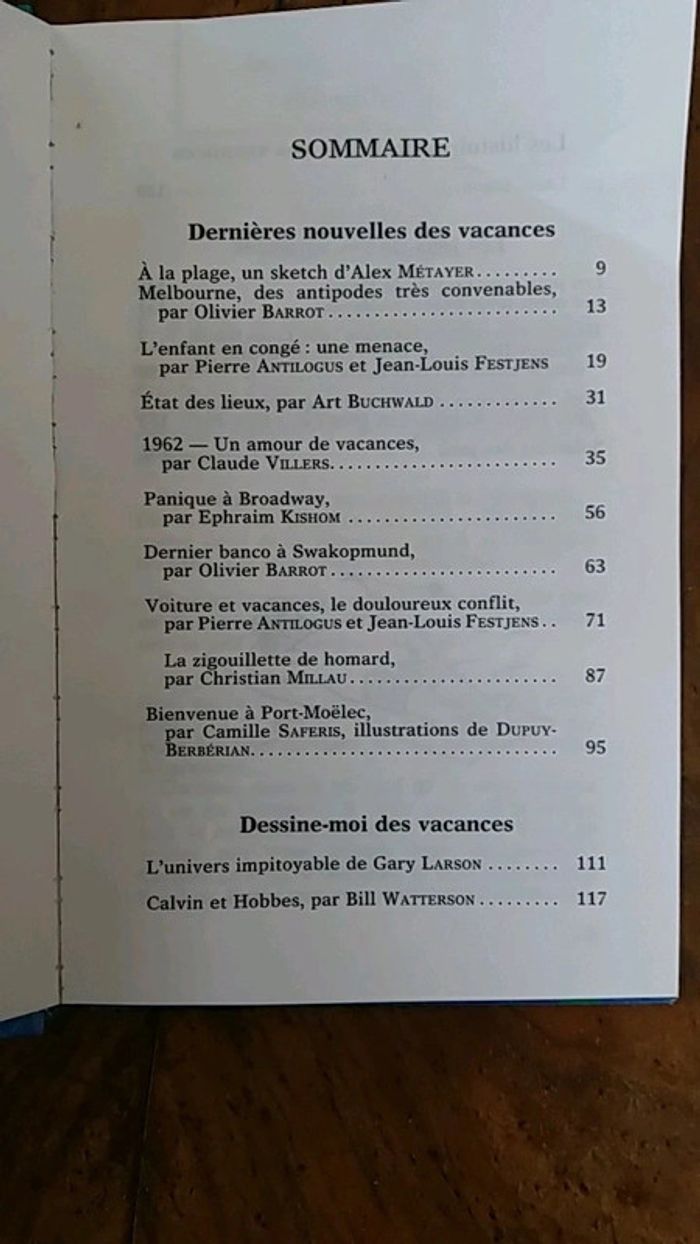 SOMMAIRE
Dernières nouvelles des vacances
À la plage, un sketch d'Alex MÉTAYER......... 9
Melbourne, des antipodes très convenables,
par Olivier BARROT......................... 13
L'enfant en congé : une menace,
par Pierre ANTILOGUS et Jean-Louis FESTJENS 19
État des lieux, par Art BUCHWALD ............. 31
1962 — Un amour de vacances,
par Claude VILLERS......................... 35
Panique à Broadway,
par Ephraim KISHOM ....................... 56
Dernier banco à Swakopmund,
par Olivier BARROT......................... 63
Voiture et vacances, le douloureux conflit,
par Pierre ANTILOGUS et Jean-Louis FESTJENS.. 71
La zigouillette de homard,
par Christian MILLAU....................... 87
Bienvenue à Port-Moëlec,
par Camille SAFERIS, illustrations de DUPUY-
BERBÉRIAN.................................. 95
Dessine-moi des vacances
L'univers impitoyable de Gary LARSON ........ 111
Calvin et Hobbes, par Bill WATTERSON......... 117